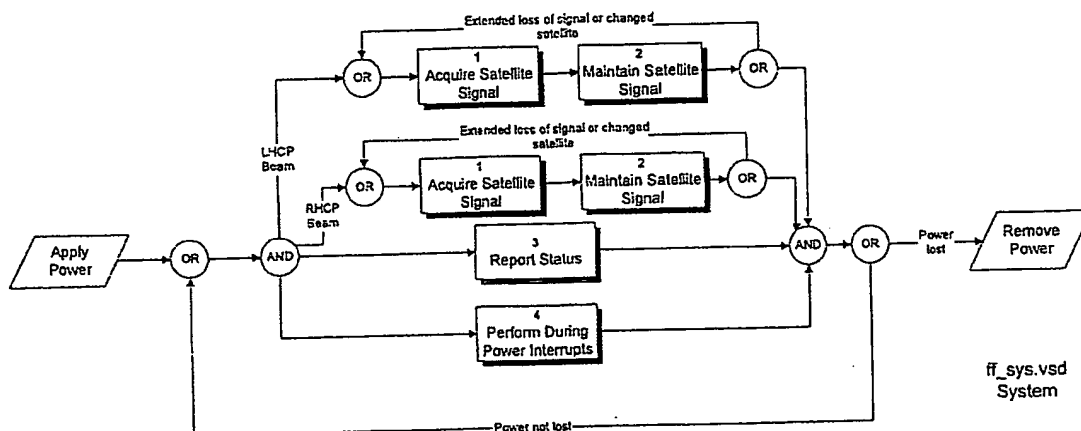 Extended loss of signal or changed
satellite
OR
1
Acquire Satellite
Signal
2
Maintain Satellite
Signal
OR
LHCP
Beam
Extended loss of signal or changed
satellite
OR
1
Acquire Satellite
Signal
2
Maintain Satellite
Signal
OR
RHCP
Beam
Apply
Power
OR
AND
3
Report Status
AND
OR
Power
lost
Remove
Power
4
Perform During
Power Interrupts
ff_sys.vsd
System
Power not lost